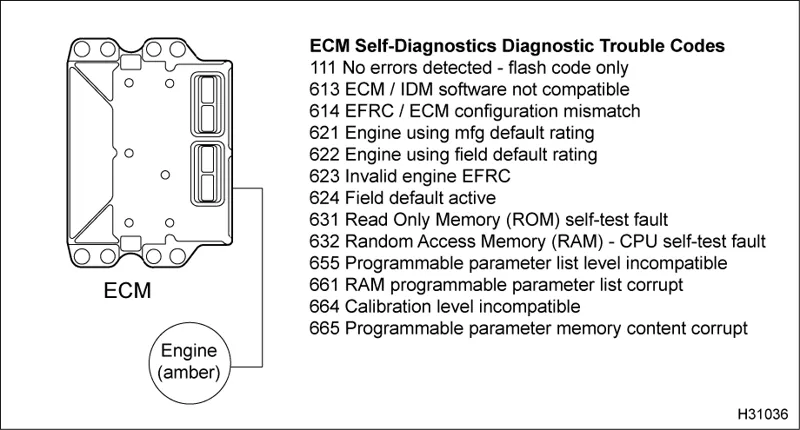 ECM Self-Diagnostics Diagnostic Trouble Codes
111 No errors detected - flash code only
613 ECM / IDM software not compatible
614 EFRC / ECM configuration mismatch
621 Engine using mfg default rating
622 Engine using field default rating
623 Invalid engine EFRC
624 Field default active
631 Read Only Memory (ROM) self-test fault
632 Random Access Memory (RAM) - CPU self-test fault
655 Programmable parameter list level incompatible
661 RAM programmable parameter list corrupt
664 Calibration level incompatible
665 Programmable parameter memory content corrupt
ECM
Engine
(amber)
H31036